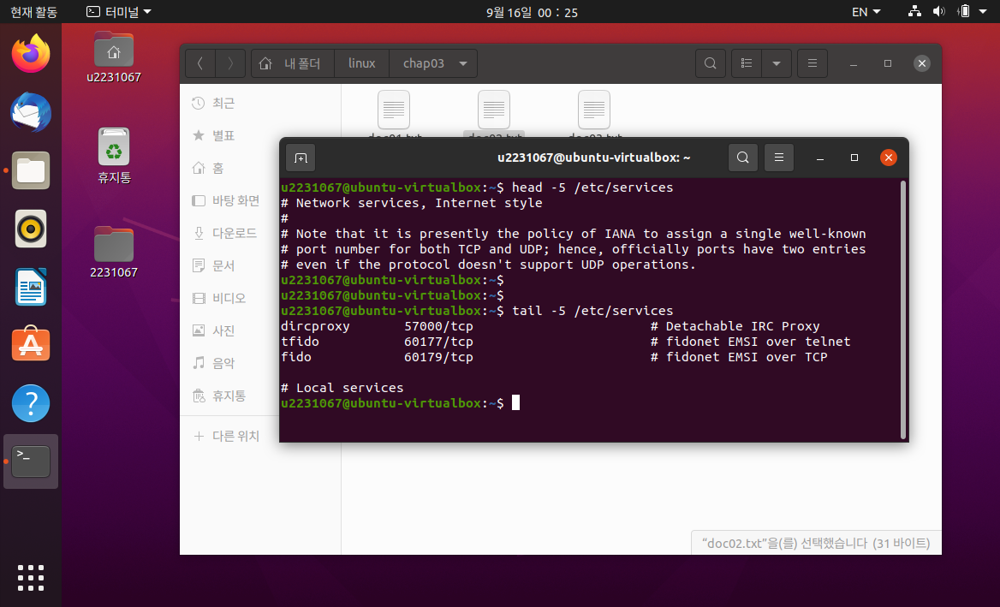 현재 활동
터미널
9월 16일 00 : 25
EN
u2231067
휴지통
2231067
내 폴더
linux
chap03
최근
별표
홈
바탕 화면
다운로드
문서
비디오
사진
음악
휴지통
다른 위치
doc01.txt
doc02.txt
doc03.txt
u2231067@ubuntu-virtualbox: ~
u2231067@ubuntu-virtualbox:~$ head -5 /etc/services
# Network services, Internet style
#
# Note that it is presently the policy of IANA to assign a single well-known
# port number for both TCP and UDP; hence, officially ports have two entries
# even if the protocol doesn't support UDP operations.
u2231067@ubuntu-virtualbox:~$
u2231067@ubuntu-virtualbox:~$
u2231067@ubuntu-virtualbox:~$ tail -5 /etc/services
dircproxy       57000/tcp                       # Detachable IRC Proxy
tfido           60177/tcp                       # fidonet EMSI over telnet
fido            60179/tcp                       # fidonet EMSI over TCP
# Local services
u2231067@ubuntu-virtualbox:~$
“doc02.txt”을(를) 선택했습니다 (31 바이트)